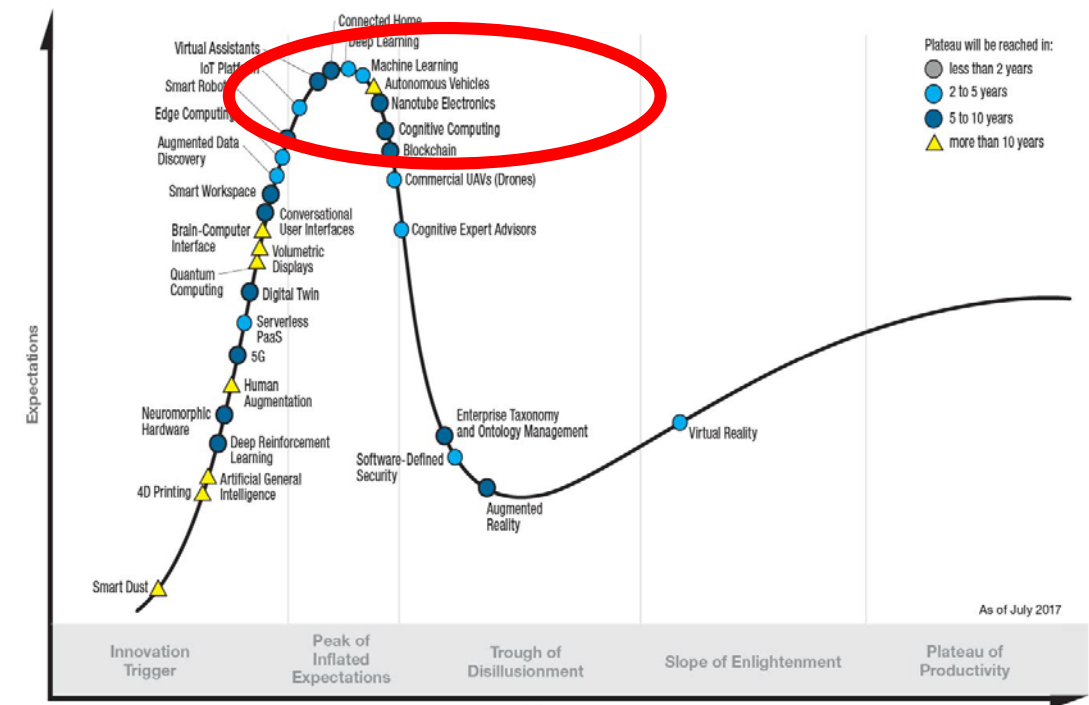 Connected Home
Deep Learning
Virtual Assistants
IoT Platform
Machine Learning
Smart Robots
Autonomous Vehicles
Nanotube Electronics
Edge Computing
Cognitive Computing
Augmented Data
Discovery
Blockchain
Commercial UAVs (Drones)
Smart Workspace
Conversational
User Interfaces
Brain-Computer
Interface
Cognitive Expert Advisors
Volumetric
Displays
Quantum
Computing
Digital Twin
Serverless
PaaS
5G
Human
Augmentation
Neuromorphic
Hardware
Deep Reinforcement
Learning
Artificial General
Intelligence
4D Printing
Smart Dust
Enterprise Taxonomy
and Ontology Management
Software-Defined
Security
Augmented
Reality
Virtual Reality
Plateau will be reached in:
less than 2 years
2 to 5 years
5 to 10 years
more than 10 years
As of July 2017
Expectations
Innovation
Trigger
Peak of
Inflated
Expectations
Trough of
Disillusionment
Slope of Enlightenment
Plateau of
Productivity